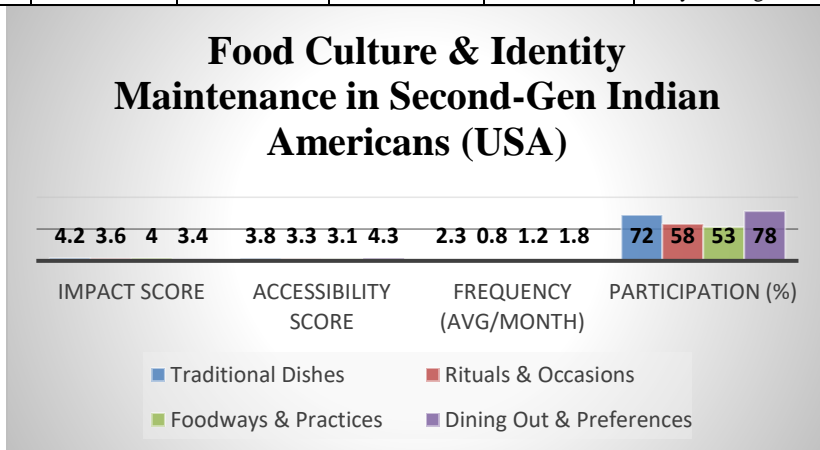 Food Culture & Identity
Maintenance in Second-Gen Indian
Americans (USA)
4.2 3.6 4 3.4 3.8 3.3 3.1 4.3 2.3 0.8 1.2 1.8 72 58 53 78
IMPACT SCORE ACCESSIBILITY SCORE FREQUENCY (AVG/MONTH) PARTICIPATION (%)
Traditional Dishes Rituals & Occasions
Foodways & Practices Dining Out & Preferences